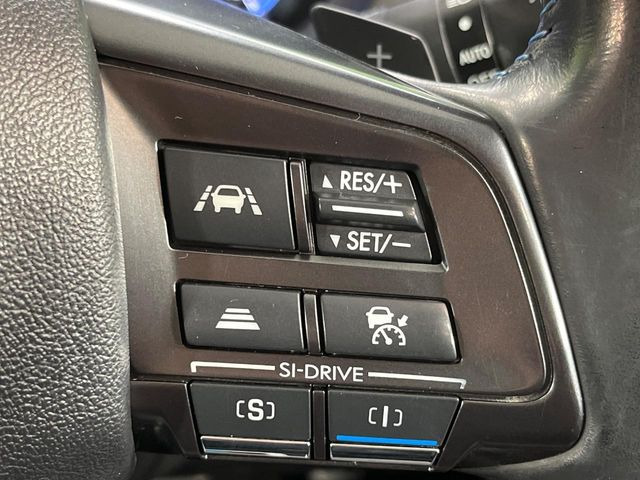 +
AUTO
RES/+
SET/−
SI-DRIVE
[S]
[I]